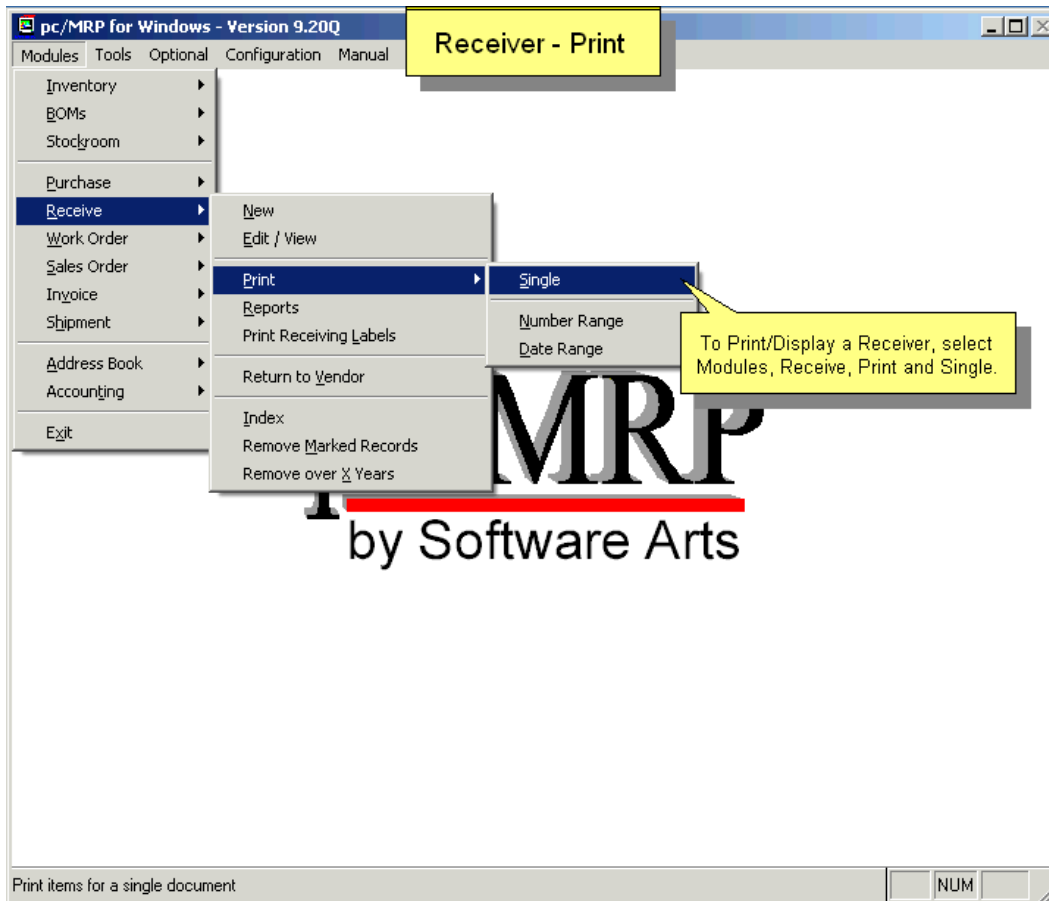 pc/MRP for Windows - Version 9.20Q
Receiver - Print
Modules Tools Optional Configuration Manual
Inventory
BOMs
Stockroom
Purchase
Receive
Work Order
Sales Order
Invoice
Shipment
Address Book
Accounting
Exit
New
Edit / View
Print
Reports
Print Receiving Labels
Return to Vendor
Index
Remove Marked Records
Remove over X Years
Single
Number Range
Date Range
To Print/Display a Receiver, select
Modules, Receive, Print and Single.
MRP
by Software Arts
Print items for a single document
NUM